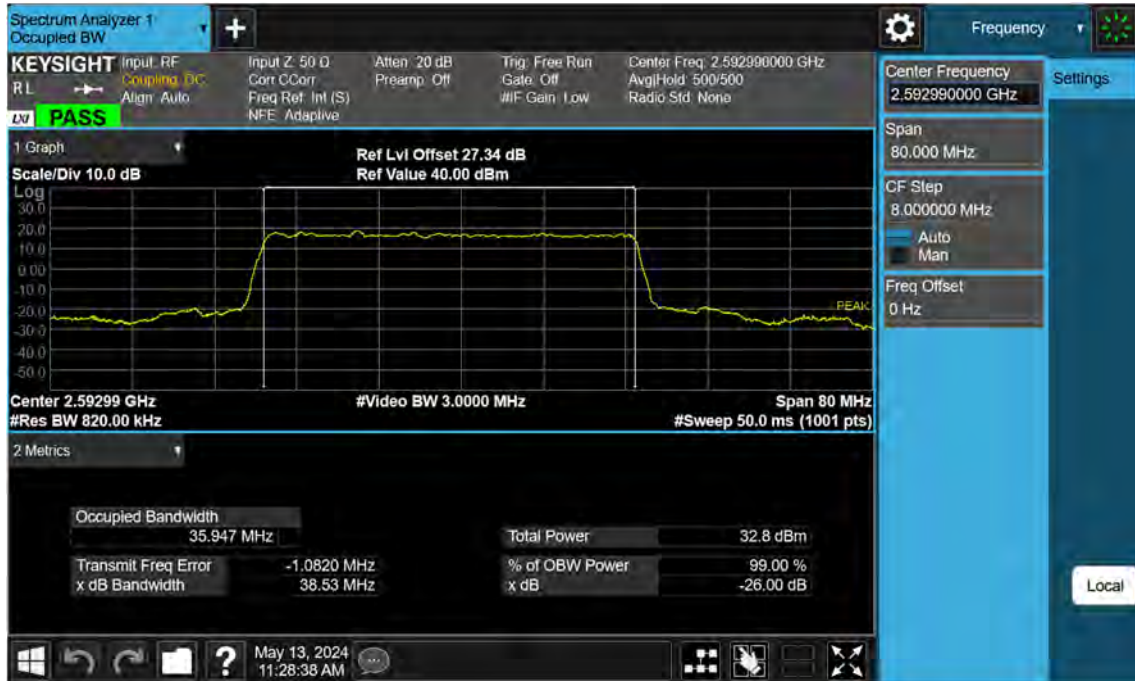 Spectrum Analyzer 1
Occupied BW
+
Frequency
KEYSIGHT
RL
LXI
PASS
Input: RF
Coupling: DC
Align: Auto
Input Z: 50 Ω
Corr CCorr
Freq Ref: Int (S)
NFE: Adaptive
Atten: 20 dB
Preamp: Off
Trig: Free Run
Gate: Off
#IF Gain: Low
Center Freq: 2.592990000 GHz
Avg|Hold: 500/500
Radio Std: None
Center Frequency
2.592990000 GHz
Settings
Span
80.000 MHz
CF Step
8.000000 MHz
Auto
Man
Freq Offset
0 Hz
Local
1 Graph
Scale/Div 10.0 dB
Ref Lvl Offset 27.34 dB
Ref Value 40.00 dBm
Log
30.0
20.0
10.0
0.00
-10.0
-20.0
-30.0
-40.0
-50.0
PEAK
Center 2.59299 GHz
#Video BW 3.0000 MHz
Span 80 MHz
#Res BW 820.00 kHz
#Sweep 50.0 ms (1001 pts)
2 Metrics
Occupied Bandwidth
35.947 MHz
Total Power 32.8 dBm
Transmit Freq Error -1.0820 MHz
% of OBW Power 99.00 %
x dB Bandwidth 38.53 MHz
x dB -26.00 dB
?
May 13, 2024
11:28:38 AM